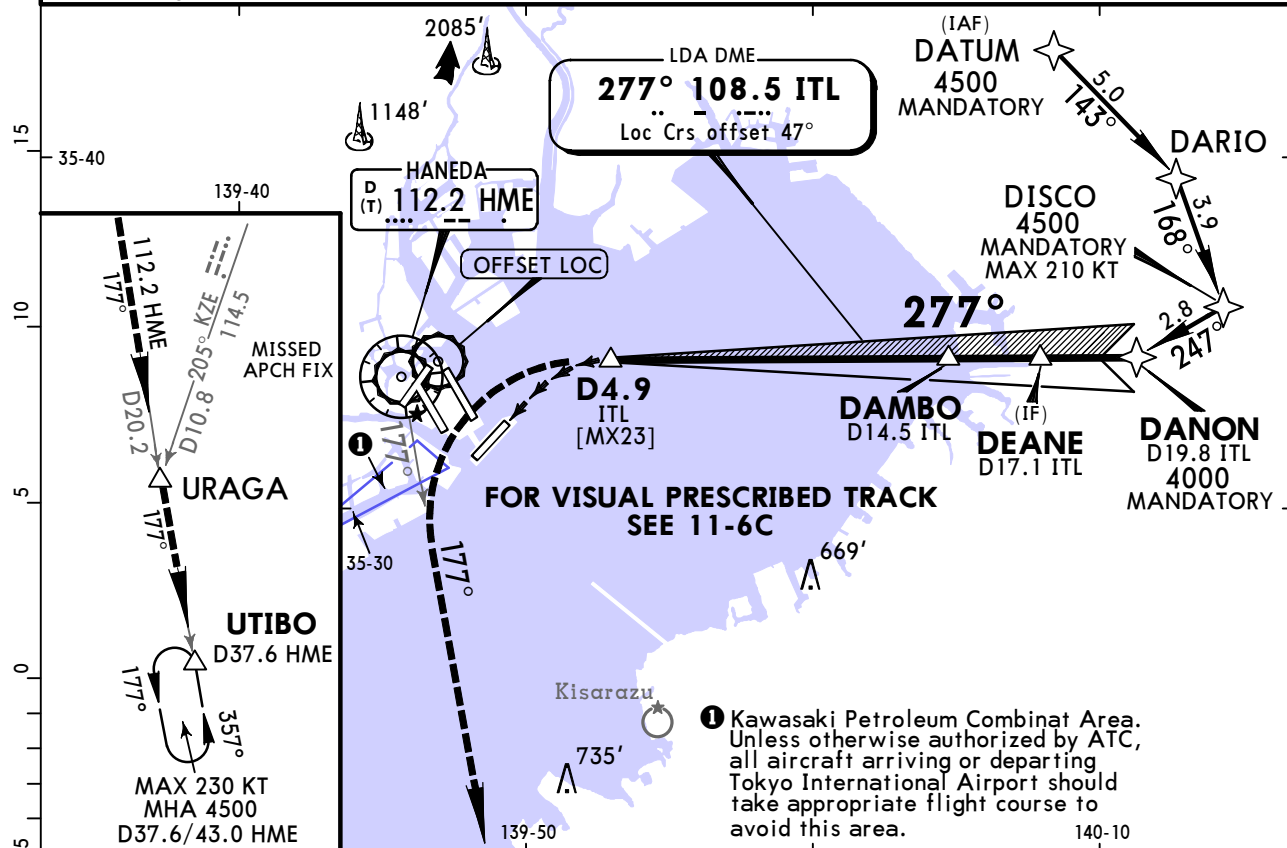 2085'
(IAF)
DATUM
4500
MANDATORY
5.0
143°
LDA DME
277° 108.5 ITL
Loc Crs offset 47°
1148'
15
35-40
139-40
HANEDA
D
(T)
112.2 HME
OFFSET LOC
DARIO
3.9
168°
DISCO
4500
MANDATORY
MAX 210 KT
2.8
247°
277°
10
112.2 HME
177°
KZE
114.5
205°
D10.8
D20.2
MISSED
APCH FIX
D4.9
ITL
[MX23]
DAMBO
D14.5 ITL
(IF)
DEANE
D17.1 ITL
DANON
D19.8 ITL
4000
MANDATORY
1
177°
5
URAGA
177°
FOR VISUAL PRESCRIBED TRACK
SEE 11-6C
35-30
177°
669'
UTIBO
D37.6 HME
0
177°
357°
MAX 230 KT
MHA 4500
D37.6/43.0 HME
Kisarazu
735'
1 Kawasaki Petroleum Combinat Area.
Unless otherwise authorized by ATC,
all aircraft arriving or departing
Tokyo International Airport should
take appropriate flight course to
avoid this area.
5
139-50
140-10